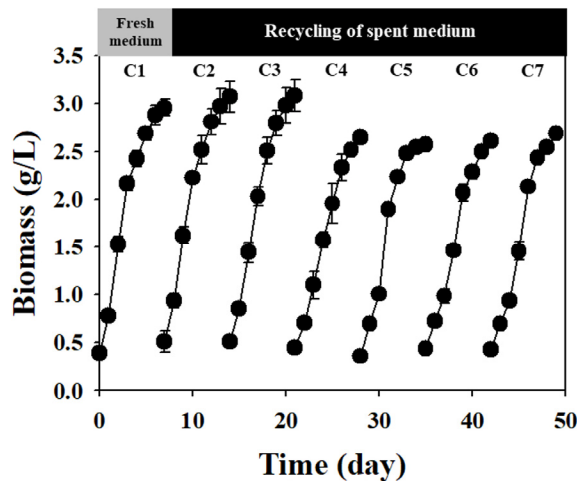 Fresh
medium
Recycling of spent medium
C1 C2 C3 C4 C5 C6 C7
Biomass (g/L)
3.5
3.0
2.5
2.0
1.5
1.0
0.5
0.0
0 10 20 30 40 50
Time (day)